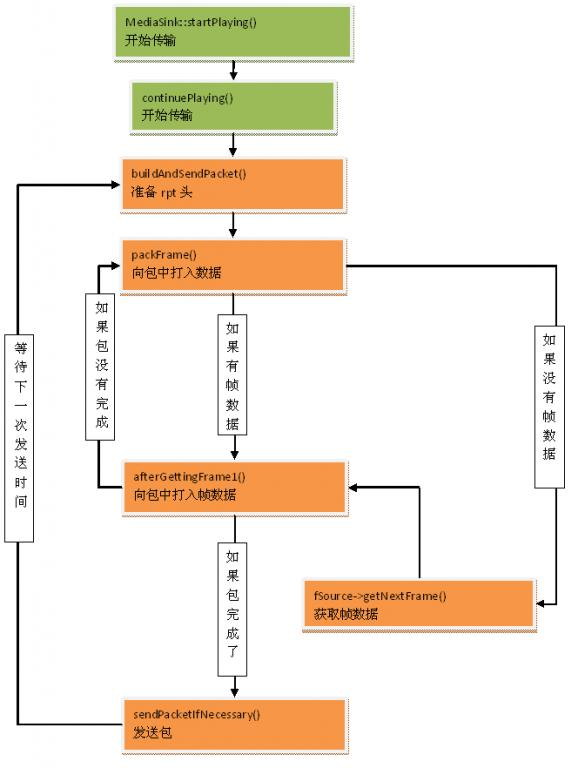 MediaSink::startPlaying()
开始传输
continuePlaying()
开始传输
buildAndSendPacket()
准备 rpt 头
packFrame()
向包中打入数据
如果包没有完成
如果有帧数据
如果没有帧数据
等待下一次发送时间
afterGettingFrame1()
向包中打入帧数据
如果包完成了
fSource->getNextFrame()
获取帧数据
sendPacketIfNecessary()
发送包